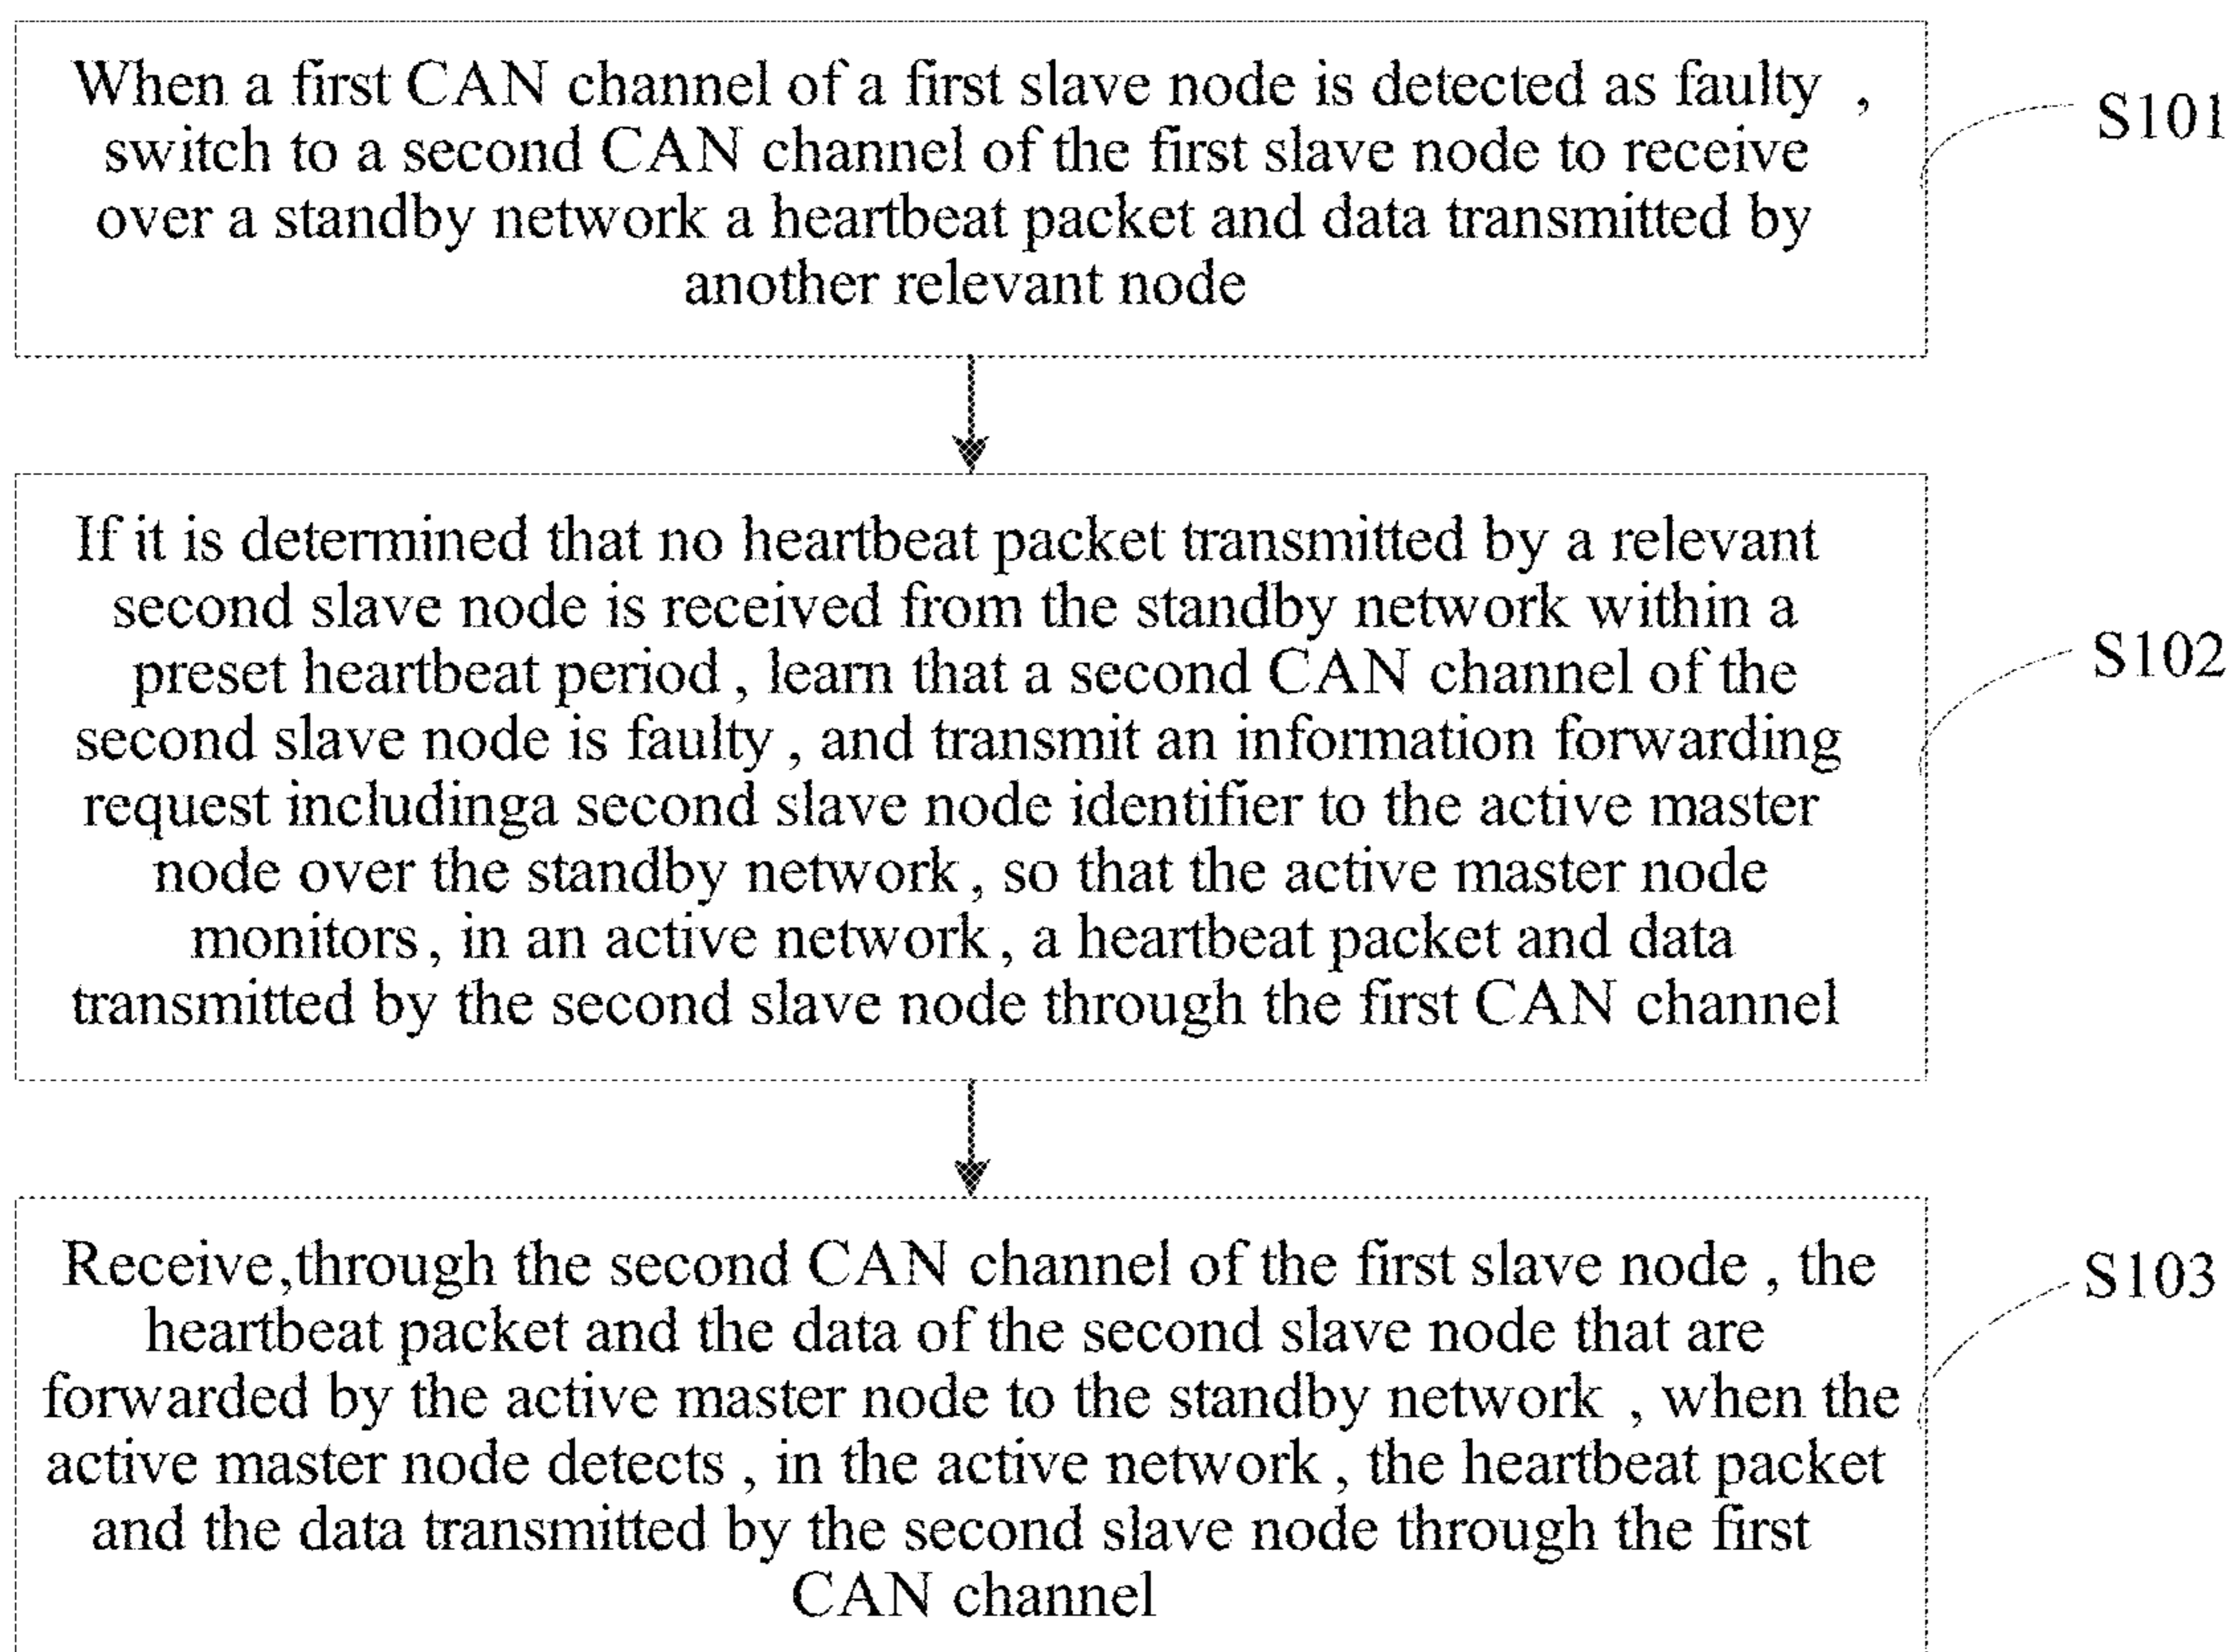 When a first CAN channel of a first slave node is detected as faulty ,
switch to a second CAN channel of the first slave node to receive
over a standby network a heartbeat packet and data transmitted by
another relevant node
S101
If it is determined that no heartbeat packet transmitted by a relevant
second slave node is received from the standby network within a
preset heartbeat period , learn that a second CAN channel of the
second slave node is faulty , and transmit an information forwarding
request includinga second slave node identifier to the active master
node over the standby network , so that the active master node
monitors , in an active network , a heartbeat packet and data
transmitted by the second slave node through the first CAN channel
S102
Receive,through the second CAN channel of the first slave node , the
heartbeat packet and the data of the second slave node that are
forwarded by the active master node to the standby network , when the
active master node detects , in the active network , the heartbeat packet
and the data transmitted by the second slave node through the first
CAN channel
S103